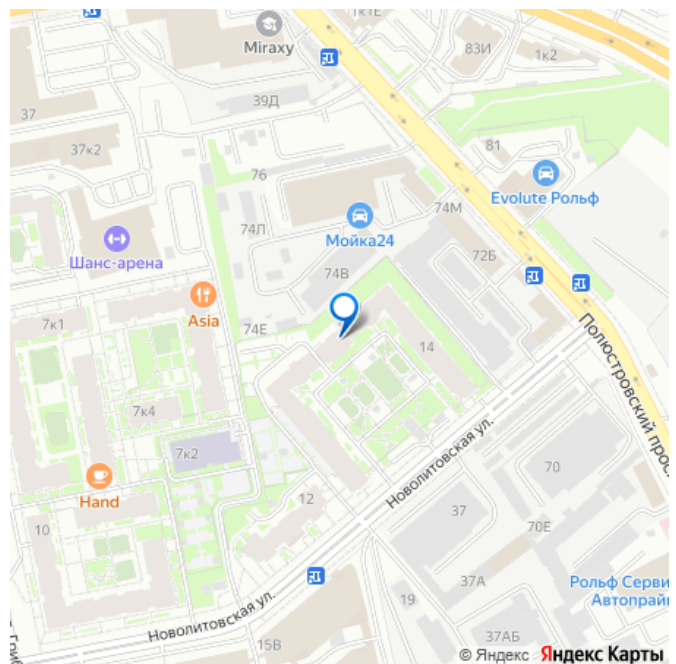 1к1Е
Miraxy
83И
1к2
37
39Д
37к2
81
76
Evolute Рольф
74М
74Л
Мойка24
72Б
Шанс-арена
74В
Asia
7к1
74Е
14
Полюстровский прос
7к4
Новолитовская ул.
7к2
70
Hand
12
37
10
70Е
37А
Рольф Серви
Автопрай
19
Новолитовская ул.
15В
37АБ
© Яндекс Яндекс Карты